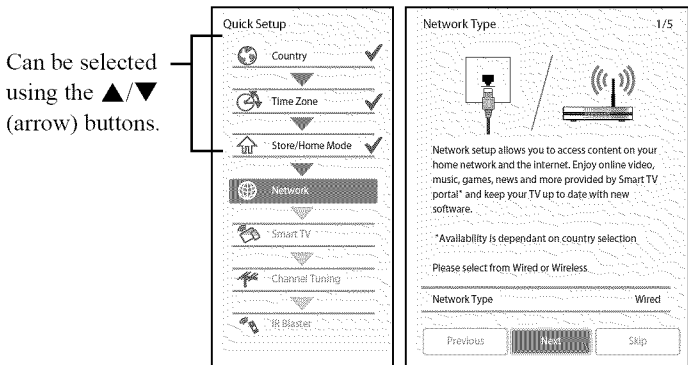 Can be selected
using the ▲/▼
(arrow) buttons.
Quick Setup
Country
Time Zone
Store/Home Mode
Network
Smart TV
Channel Tuning
IR Blaster
Network Type 1/5
Network setup allows you to access content on your
home network and the internet. Enjoy online video,
music, games, news and more provided by Smart TV
portal* and keep your TV up to date with new
software.
*Availability is dependant on country selection
Please select from Wired or Wireless
Network Type Wired
Previous Next Skip